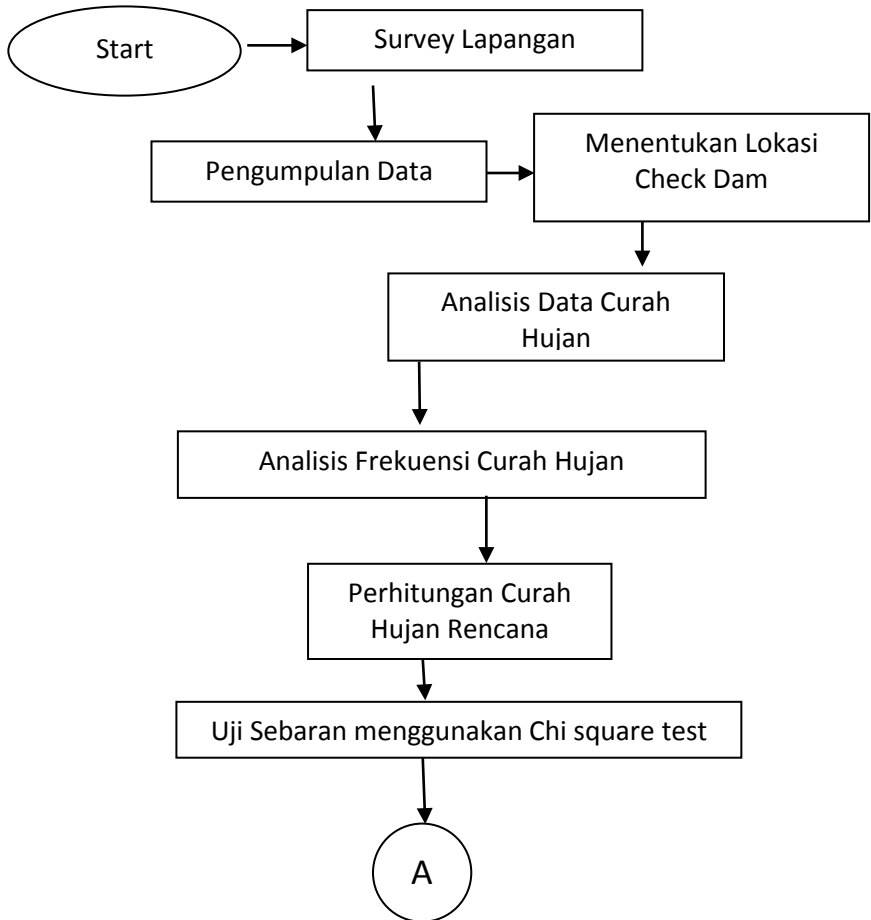 Start
Survey Lapangan
Pengumpulan Data
Menentukan Lokasi
Check Dam
Analisis Data Curah
Hujan
Analisis Frekuensi Curah Hujan
Perhitungan Curah
Hujan Rencana
Uji Sebaran menggunakan Chi square test
A